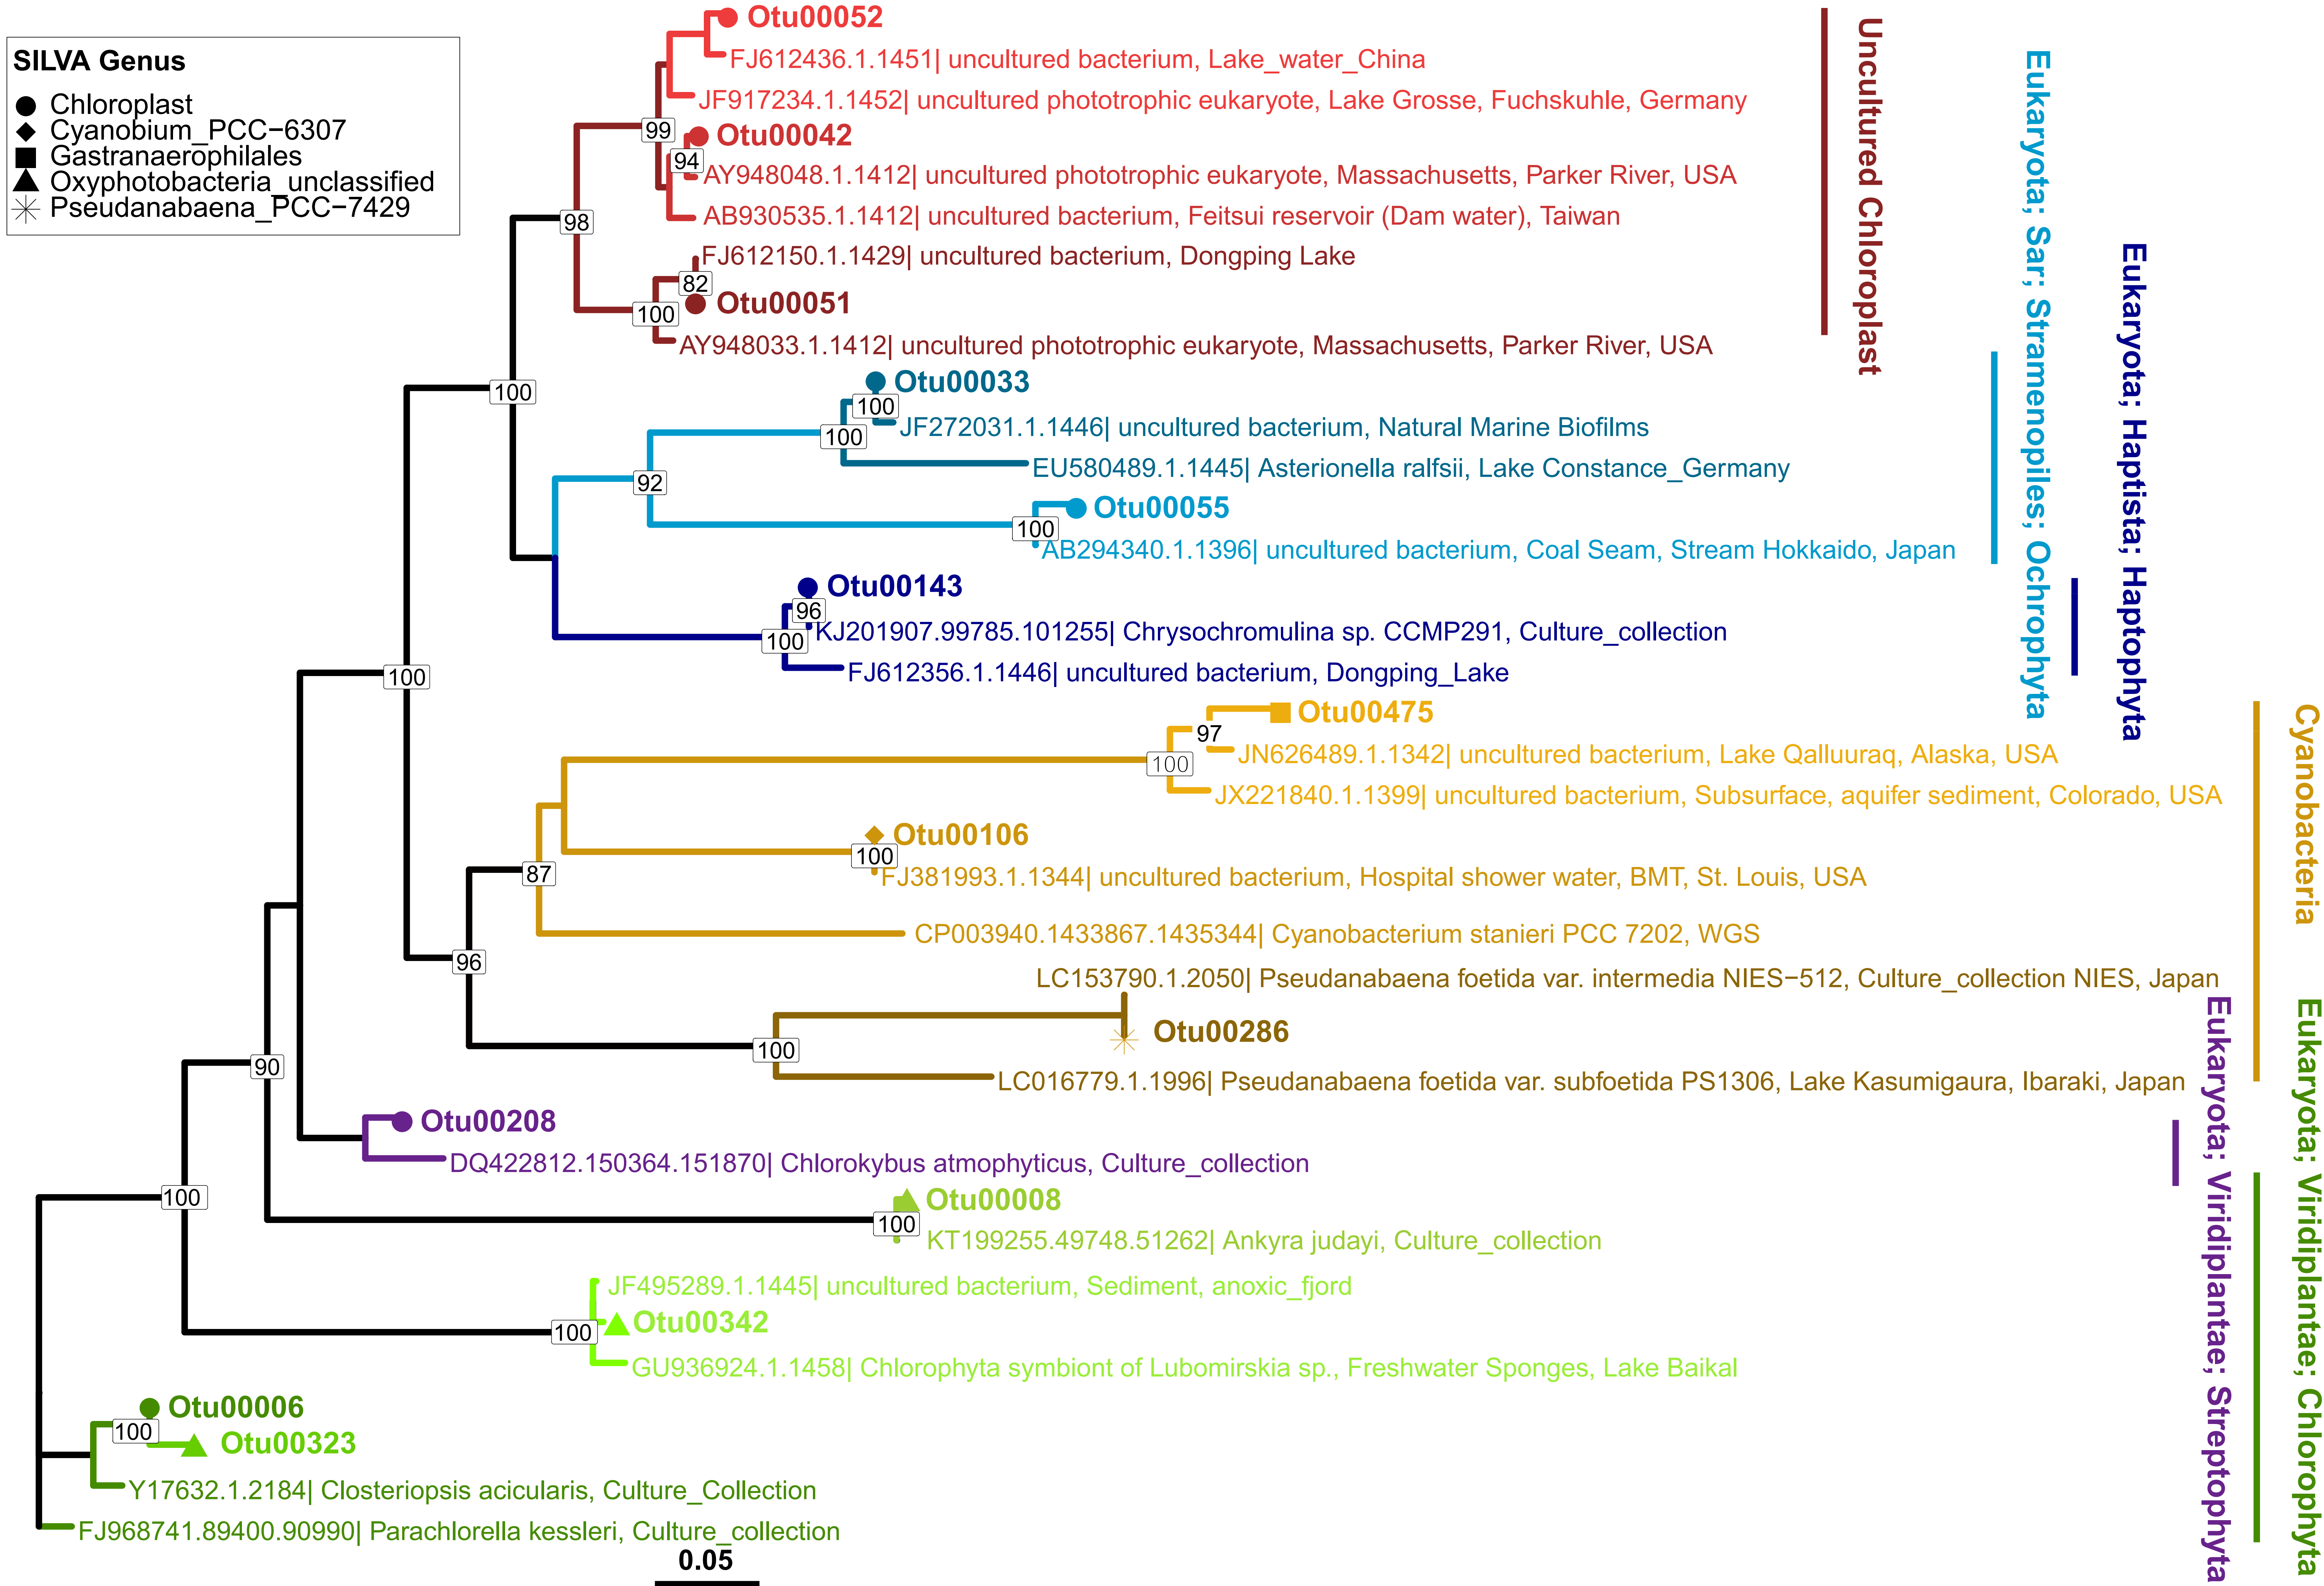 SILVA Genus
Chloroplast
Cyanobium_PCC−6307
Gastranaerophilales
Oxyphotobacteria_unclassified
Pseudanabaena_PCC−7429
Otu00052
FJ612436.1.1451| uncultured bacterium, Lake_water_China
JF917234.1.1452| uncultured phototrophic eukaryote, Lake Grosse, Fuchskuhle, Germany
99
Otu00042
94
AY948048.1.1412| uncultured phototrophic eukaryote, Massachusetts, Parker River, USA
AB930535.1.1412| uncultured bacterium, Feitsui reservoir (Dam water), Taiwan
98
FJ612150.1.1429| uncultured bacterium, Dongping Lake
82
Otu00051
100
AY948033.1.1412| uncultured phototrophic eukaryote, Massachusetts, Parker River, USA
Uncultured Chloroplast
100
Otu00033
100
JF272031.1.1446| uncultured bacterium, Natural Marine Biofilms
100
EU580489.1.1445| Asterionella ralfsii, Lake Constance_Germany
92
Otu00055
100
AB294340.1.1396| uncultured bacterium, Coal Seam, Stream Hokkaido, Japan
Eukaryota; Sar; Stramenopiles; Ochrophyta
Otu00143
96
KJ201907.99785.101255| Chrysochromulina sp. CCMP291, Culture_collection
100
FJ612356.1.1446| uncultured bacterium, Dongping_Lake
Eukaryota; Haptista; Haptophyta
100
Otu00475
97
JN626489.1.1342| uncultured bacterium, Lake Qalluuraq, Alaska, USA
100
JX221840.1.1399| uncultured bacterium, Subsurface, aquifer sediment, Colorado, USA
Otu00106
100
FJ381993.1.1344| uncultured bacterium, Hospital shower water, BMT, St. Louis, USA
87
CP003940.1433867.1435344| Cyanobacterium stanieri PCC 7202, WGS
96
LC153790.1.2050| Pseudanabaena foetida var. intermedia NIES−512, Culture_collection NIES, Japan
Otu00286
100
LC016779.1.1996| Pseudanabaena foetida var. subfoetida PS1306, Lake Kasumigaura, Ibaraki, Japan
Cyanobacteria
90
Otu00208
DQ422812.150364.151870| Chlorokybus atmophyticus, Culture_collection
Eukaryota; Viridiplantae; Streptophyta
100
Otu00008
100
KT199255.49748.51262| Ankyra judayi, Culture_collection
JF495289.1.1445| uncultured bacterium, Sediment, anoxic_fjord
Otu00342
100
GU936924.1.1458| Chlorophyta symbiont of Lubomirskia sp., Freshwater Sponges, Lake Baikal
Otu00006
100
Otu00323
Y17632.1.2184| Closteriopsis acicularis, Culture_Collection
FJ968741.89400.90990| Parachlorella kessleri, Culture_collection
Eukaryota; Viridiplantae; Chlorophyta
0.05